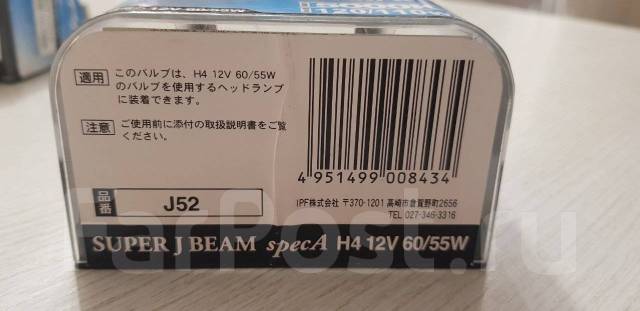 適用
このバルブは、H4 12V 60/55W
のバルブを使用するヘッドランプ
に装着できます。
注意
ご使用前に添付の取扱説明書をご覧
ください。
4 951499 008434
品番
J52
IPF株式会社 〒370-1201 高崎市倉賀野町2656
TEL 027-346-3316
SUPER J BEAM specA H4 12V 60/55W
FarPost.ru